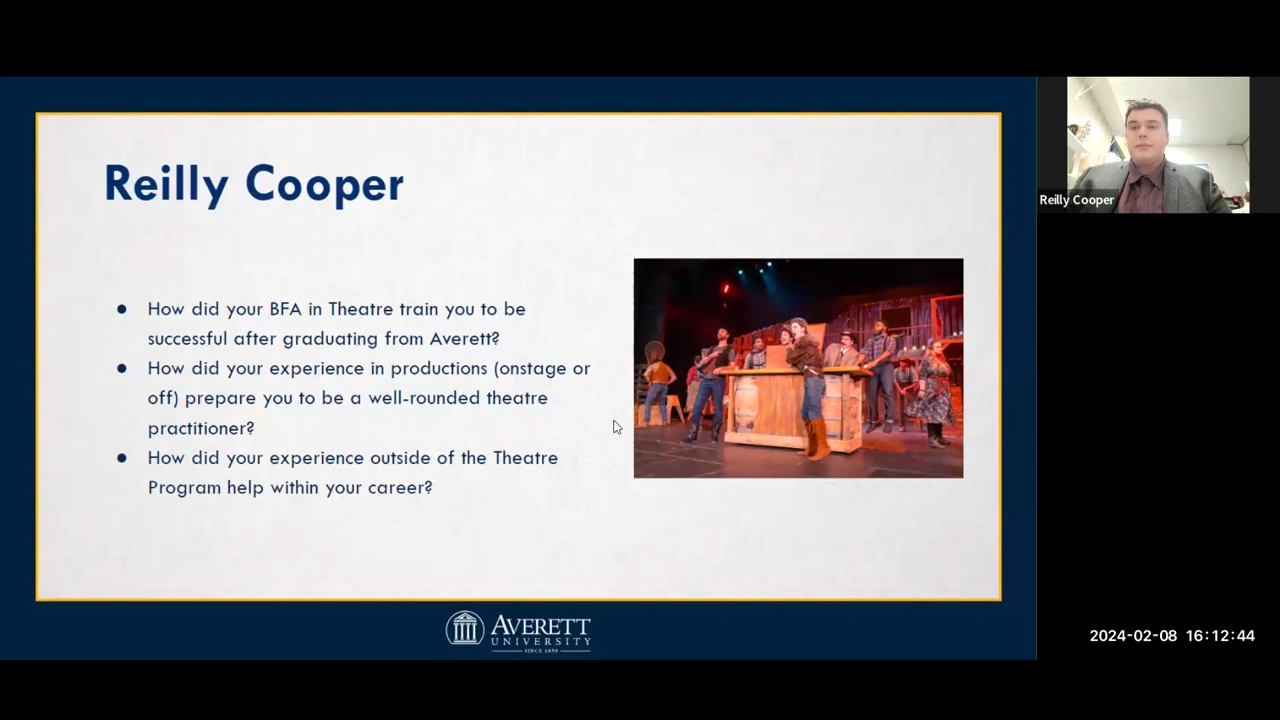 Reilly Cooper
How did your BFA in Theatre train you to be
successful after graduating from Averett?
How did your experience in productions (onstage or
off) prepare you to be a well-rounded theatre
practitioner?
How did your experience outside of the Theatre
Program help within your career?
AVERETT
UNIVERSITY
SINCE 1859
Reilly Cooper
2024-02-08 16:12:44